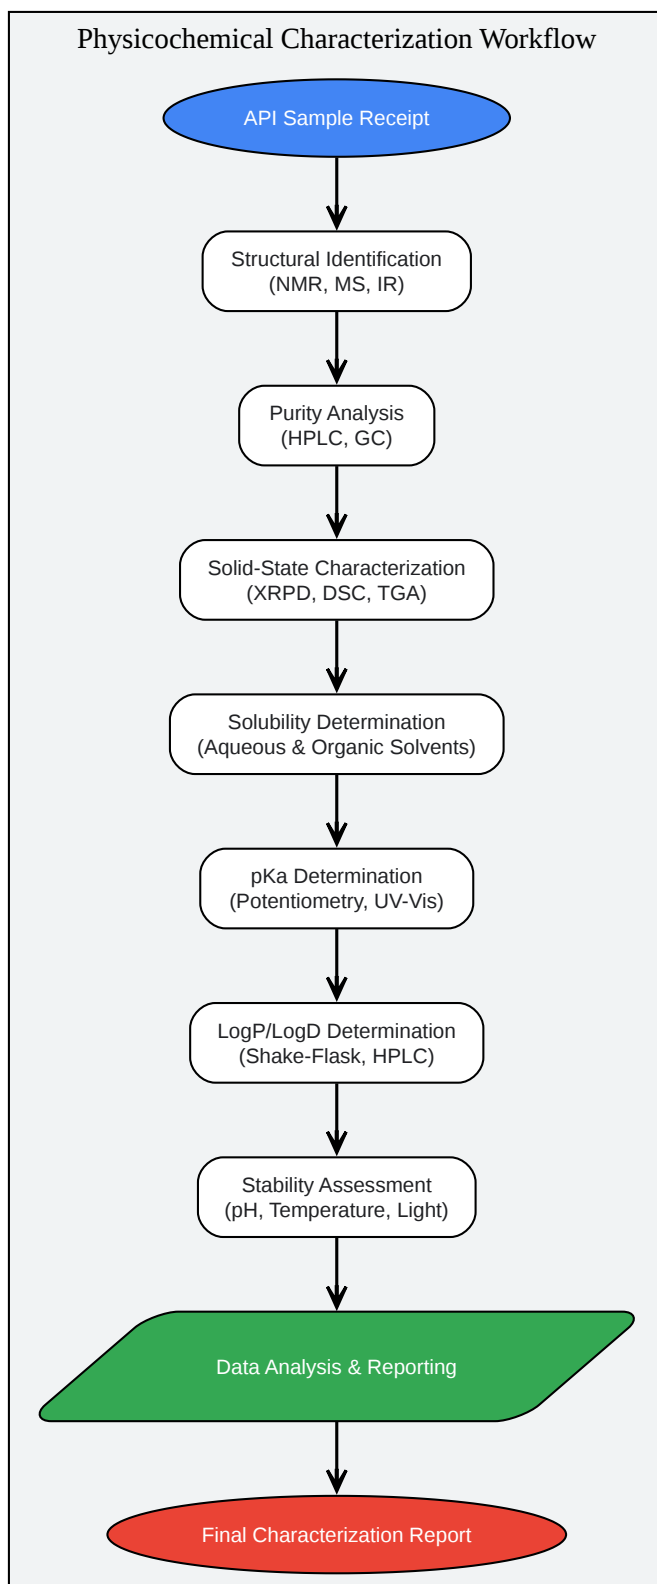 Physicochemical Characterization Workflow
API Sample Receipt
Structural Identification
(NMR, MS, IR)
Purity Analysis
(HPLC, GC)
Solid-State Characterization
(XRPD, DSC, TGA)
Solubility Determination
(Aqueous & Organic Solvents)
pKa Determination
(Potentiometry, UV-Vis)
LogP/LogD Determination
(Shake-Flask, HPLC)
Stability Assessment
(pH, Temperature, Light)
Data Analysis & Reporting
Final Characterization Report